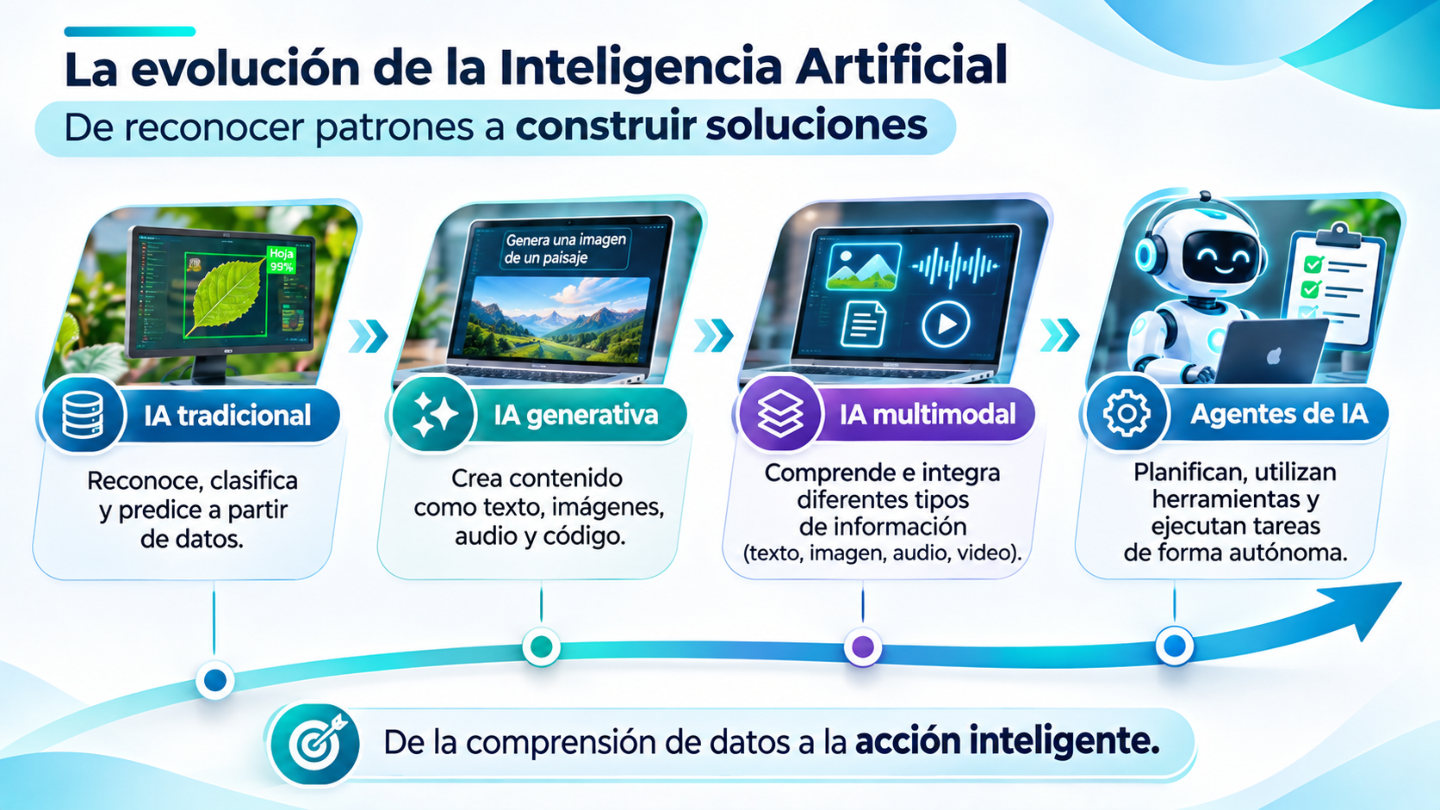 La evolución de la Inteligencia Artificial
De reconocer patrones a construir soluciones
Hoja
99%
Genera una imagen
de un paisaje
IA tradicional
Reconoce, clasifica
y predice a partir
de datos.
IA generativa
Crea contenido
como texto, imágenes,
audio y código.
IA multimodal
Comprende e integra
diferentes tipos
de información
(texto, imagen, audio, video).
Agentes de IA
Planifican, utilizan
herramientas y
ejecutan tareas
de forma autónoma.
De la comprensión de datos a la acción inteligente.